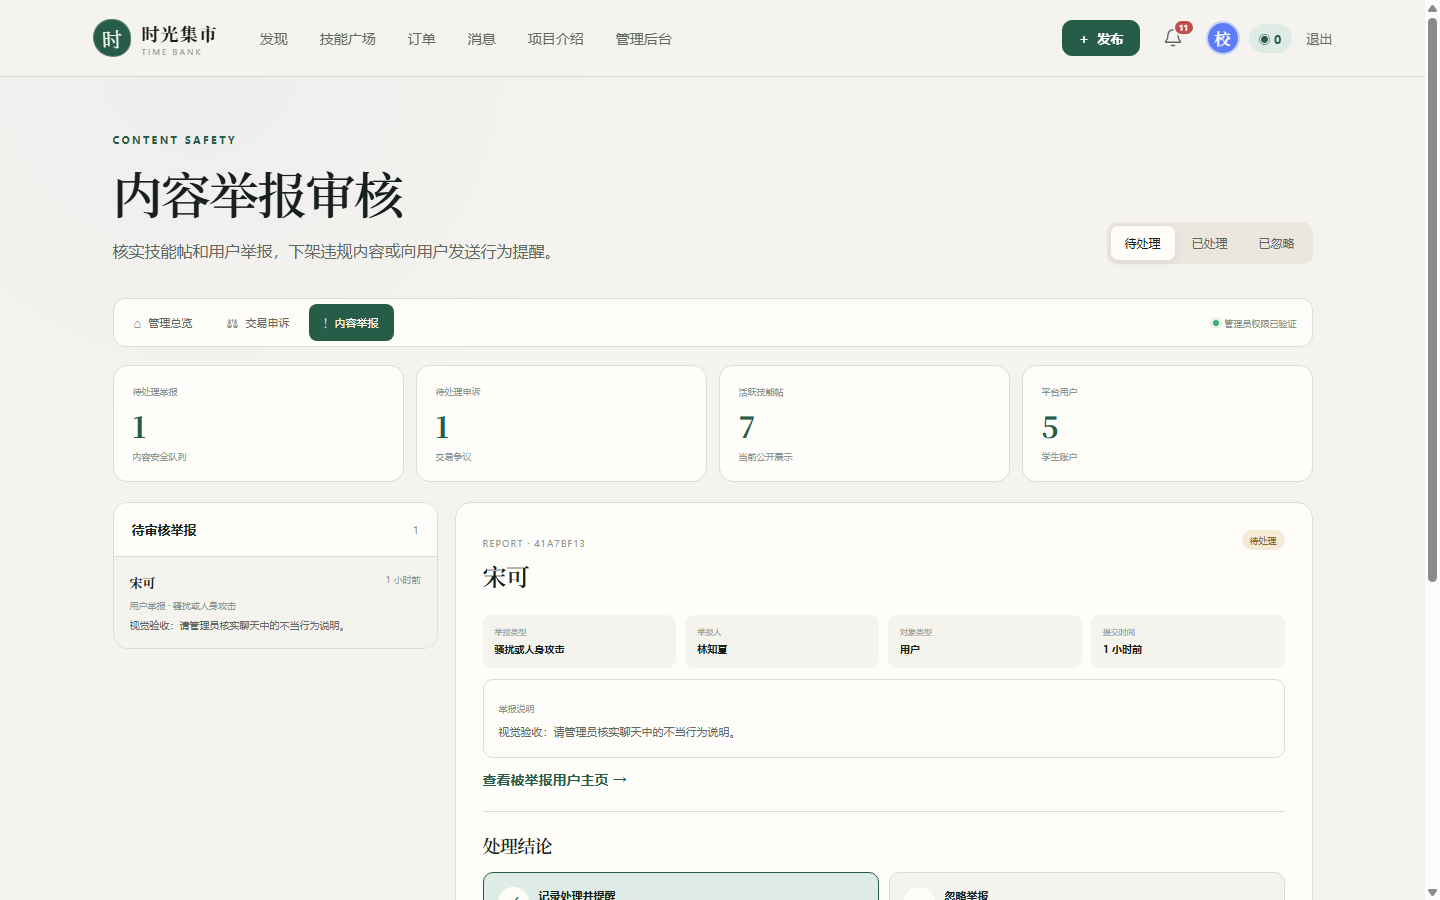 时 时光集市 发现 技能广场 订单 消息 项目介绍 管理后台 + 发布 11 校 0 退出
TIME BANK
CONTENT SAFETY
内容举报审核
核实技能帖和用户举报，下架违规内容或向用户发送行为提醒。
待处理 已处理 已忽略
管理总览 交易申诉 ! 内容举报 管理员权限已验证
待处理举报
1
内容安全队列
待处理申诉
1
交易争议
活跃技能帖
7
当前公开展示
平台用户
5
学生账户
待审核举报 1
宋可 1 小时前
用户举报 · 骚扰或人身攻击
视觉验收：请管理员核实聊天中的不当行为说明。
REPORT · 41A7BF13 待处理
宋可
举报类型
骚扰或人身攻击
举报人
林知夏
对象类型
用户
提交时间
1 小时前
举报说明
视觉验收：请管理员核实聊天中的不当行为说明。
查看被举报用户主页 →
处理结论
记录处理并提醒 忽略举报